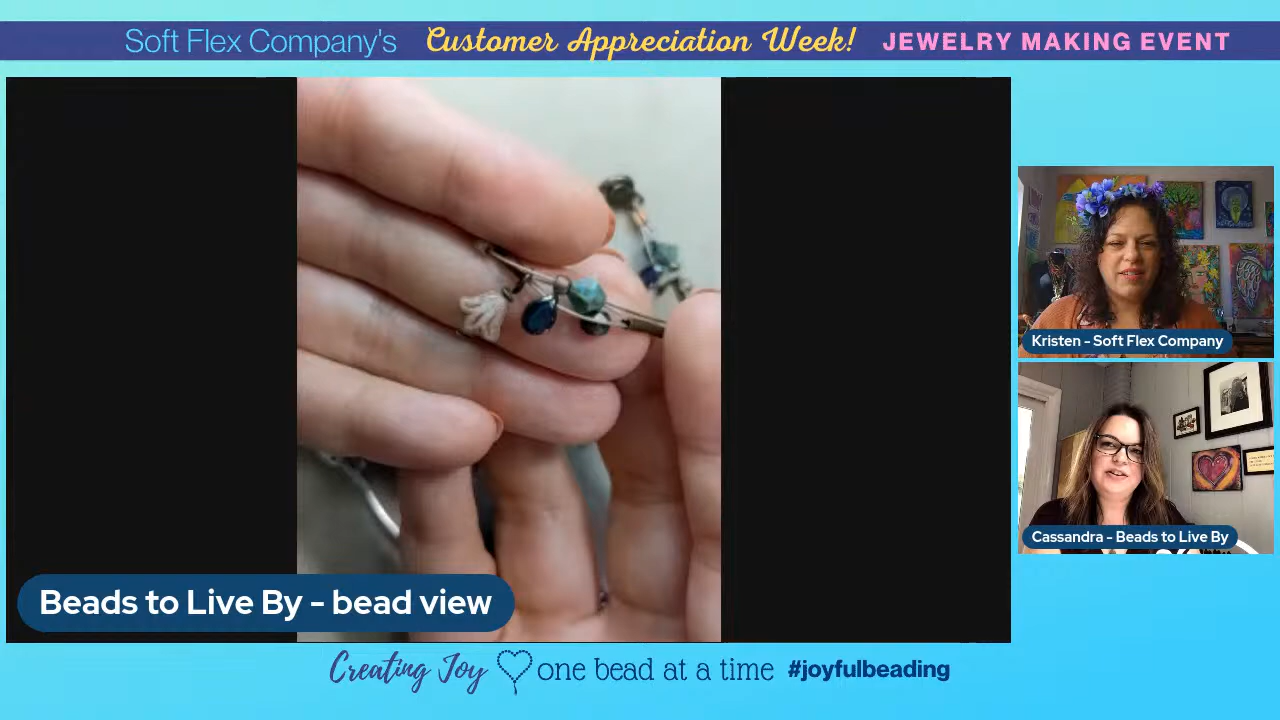 Soft Flex Company's Customer Appreciation Week! JEWELRY MAKING EVENT
Kristen - Soft Flex Company
Cassandra - Beads to Live By
Beads to Live By - bead view
Creating Joy one bead at a time #joyfulbeading